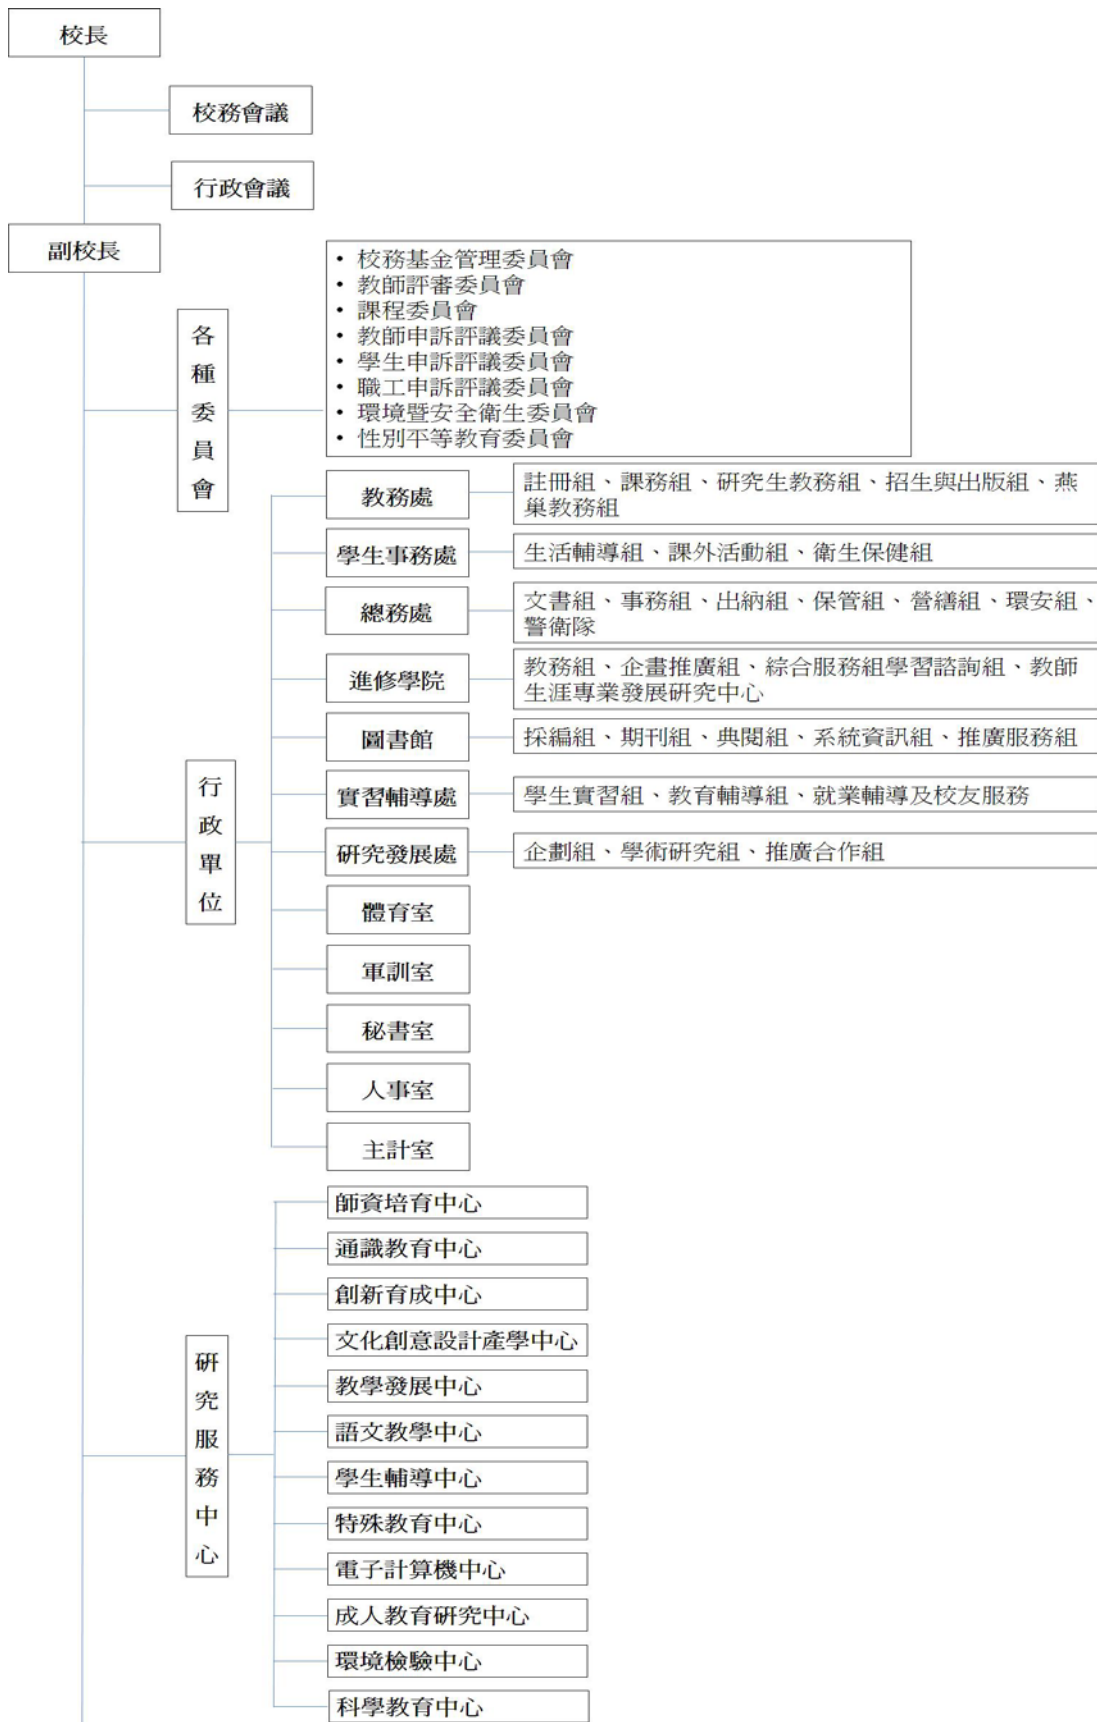 校長
校務會議
行政會議
副校長
各種委員會
• 校務基金管理委員會
• 教師評審委員會
• 課程委員會
• 教師申訴評議委員會
• 學生申訴評議委員會
• 職工申訴評議委員會
• 環境暨安全衛生委員會
• 性別平等教育委員會
行政單位
教務處
註冊組、課務組、研究生教務組、招生與出版組、燕
巢教務組
學生事務處
生活輔導組、課外活動組、衛生保健組
總務處
文書組、事務組、出納組、保管組、營繕組、環安組、
警衛隊
進修學院
教務組、企畫推廣組、綜合服務組學習諮詢組、教師
生涯專業發展研究中心
圖書館
採編組、期刊組、典閱組、系統資訊組、推廣服務組
實習輔導處
學生實習組、教育輔導組、就業輔導及校友服務
研究發展處
企劃組、學術研究組、推廣合作組
體育室
軍訓室
秘書室
人事室
主計室
研究服務中心
師資培育中心
通識教育中心
創新育成中心
文化創意設計產學中心
教學發展中心
語文教學中心
學生輔導中心
特殊教育中心
電子計算機中心
成人教育研究中心
環境檢驗中心
科學教育中心